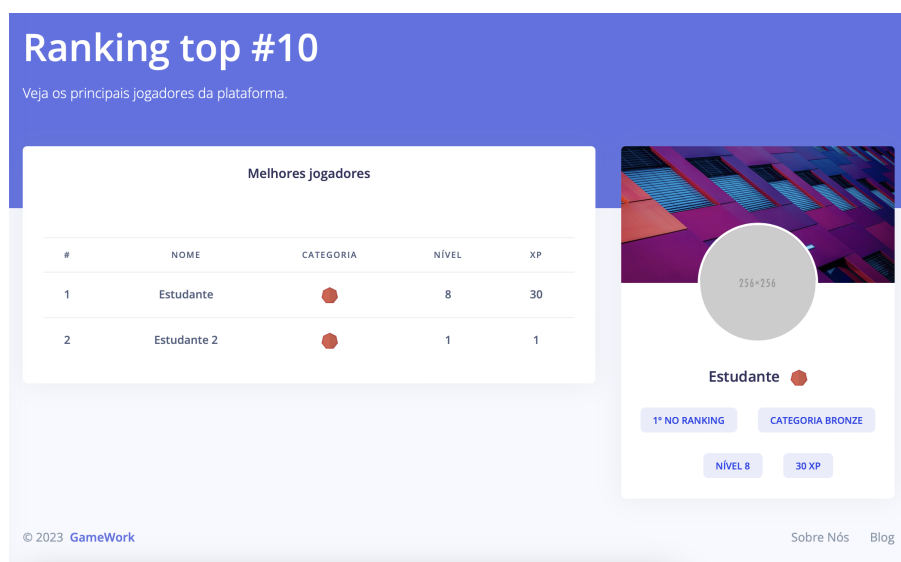 Ranking top #10
Veja os principais jogadores da plataforma.
Melhores jogadores
# NOME CATEGORIA NÍVEL XP
1 Estudante 8 30
2 Estudante 2 1 1
256×256
Estudante
1º NO RANKING CATEGORIA BRONZE
NÍVEL 8 30 XP
© 2023 GameWork Sobre Nós Blog